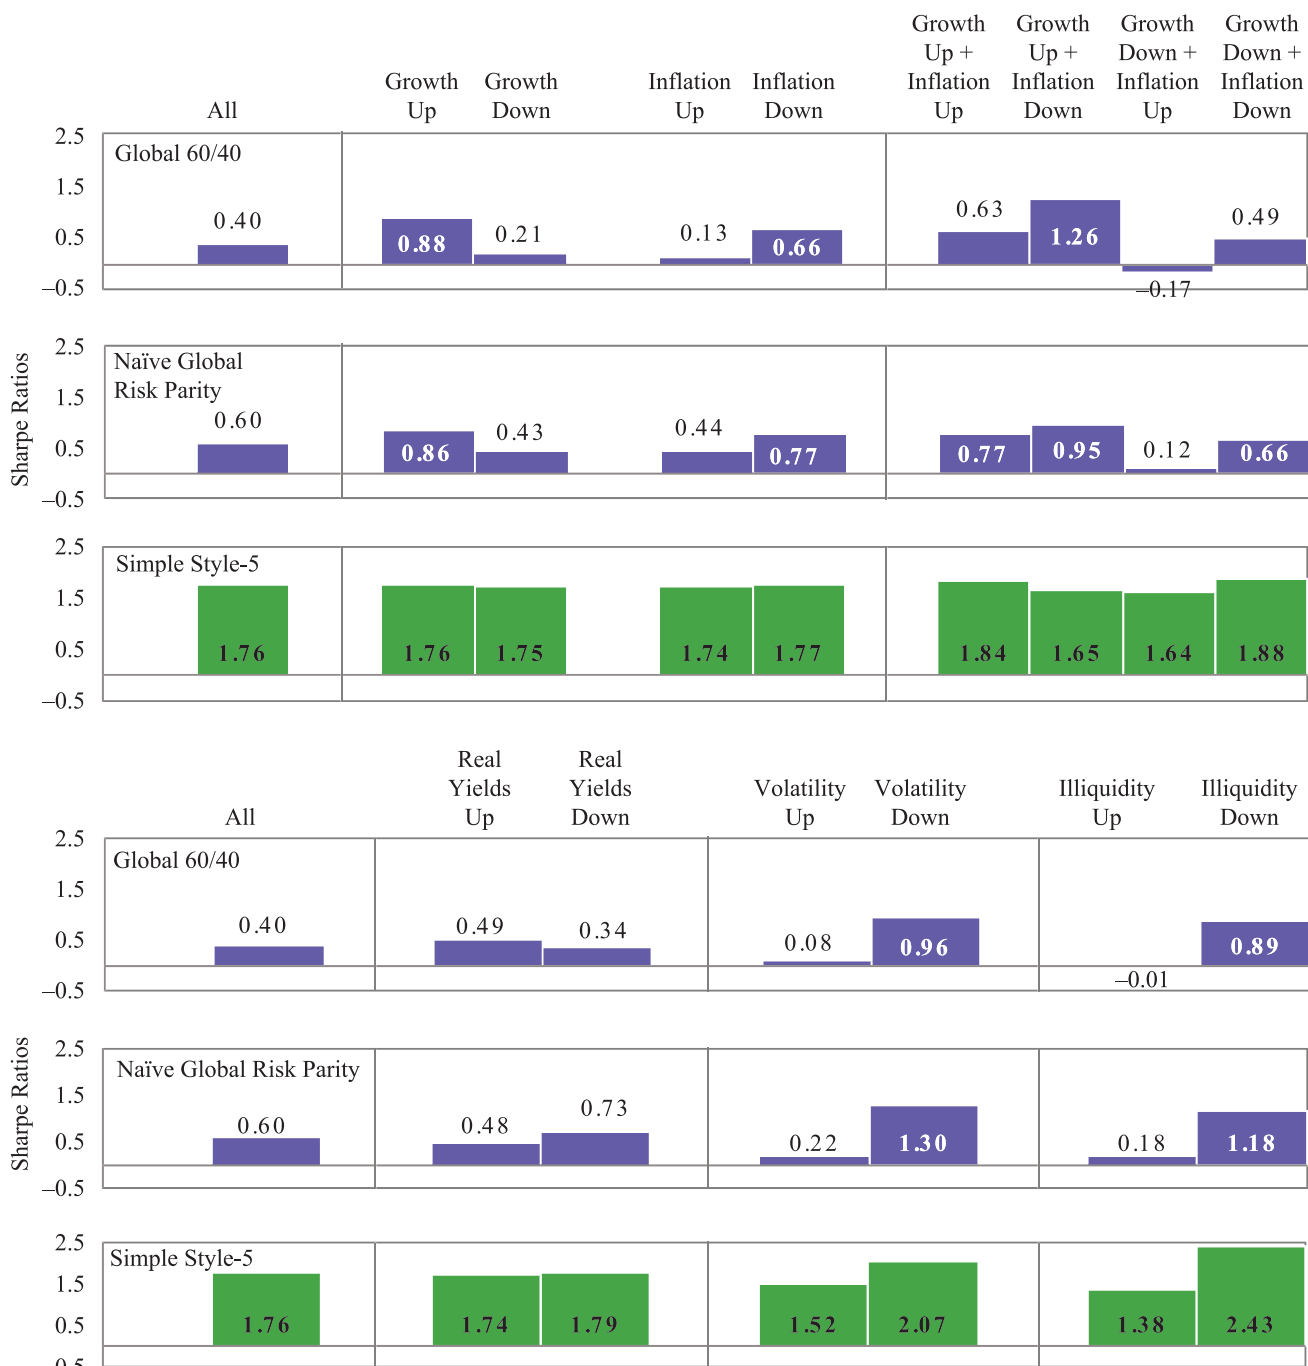 All
Growth Up
Growth Down
Inflation Up
Inflation Down
Growth Up + Inflation Up
Growth Up + Inflation Down
Growth Down + Inflation Up
Growth Down + Inflation Down
Sharpe Ratios
2.5
1.5
0.5
–0.5
Global 60/40
0.40
0.88
0.21
0.13
0.66
0.63
1.26
–0.17
0.49
2.5
1.5
0.5
–0.5
Naïve Global
Risk Parity
0.60
0.86
0.43
0.44
0.77
0.77
0.95
0.12
0.66
2.5
1.5
0.5
–0.5
Simple Style-5
1.76
1.76
1.75
1.74
1.77
1.84
1.65
1.64
1.88
All
Real Yields Up
Real Yields Down
Volatility Up
Volatility Down
Illiquidity Up
Illiquidity Down
Sharpe Ratios
2.5
1.5
0.5
–0.5
Global 60/40
0.40
0.49
0.34
0.08
0.96
–0.01
0.89
2.5
1.5
0.5
–0.5
Naïve Global Risk Parity
0.60
0.48
0.73
0.22
1.30
0.18
1.18
2.5
1.5
0.5
Simple Style-5
1.76
1.74
1.79
1.52
2.07
1.38
2.43